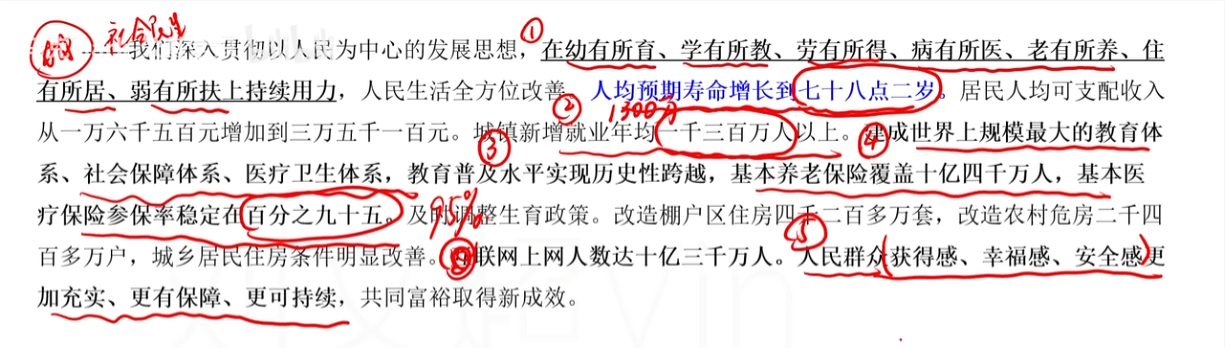 社会民生
——我们深入贯彻以人民为中心的发展思想，①在幼有所育、学有所教、劳有所得、病有所医、老有所养、住
有所居、弱有所扶上持续用力，人民生活全方位改善。人均预期寿命增长到七十八点二岁。居民人均可支配收入
② 1300万
从一万六千五百元增加到三万五千一百元。城镇新增就业年均一千三百万人以上。④建成世界上规模最大的教育体
③
系、社会保障体系、医疗卫生体系，教育普及水平实现历史性跨越，基本养老保险覆盖十亿四千万人，基本医
疗保险参保率稳定在百分之九十五。95%及时调整生育政策。改造棚户区住房四千二百多万套，改造农村危房二千四
百多万户，城乡居民住房条件明显改善。互联网上网人数达十亿三千万人。⑤人民群众获得感、幸福感、安全感更
加充实、更有保障、更可持续，共同富裕取得新成效。